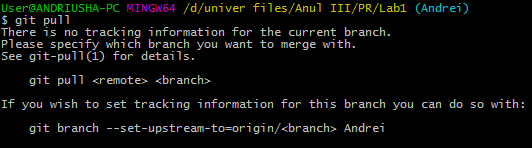 User@ANDRIUSHA-PC MINGW64 /d/univer files/Anul III/PR/Lab1 (Andrei)
$ git pull
There is no tracking information for the current branch.
Please specify which branch you want to merge with.
See git-pull(1) for details.
git pull <remote> <branch>
If you wish to set tracking information for this branch you can do so with:
git branch --set-upstream-to=origin/<branch> Andrei